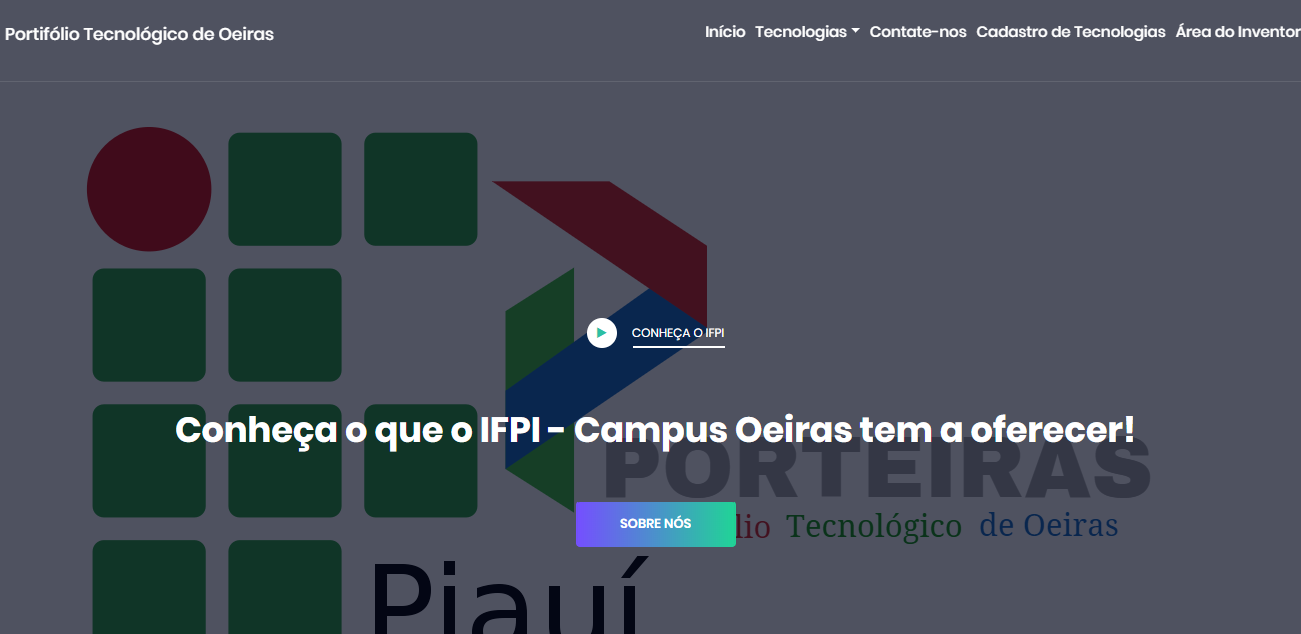 Portifólio Tecnológico de Oeiras
Início Tecnologias Contate-nos Cadastro de Tecnologias Área do Inventor
CONHEÇA O IFPI
Conheça o que o IFPI - Campus Oeiras tem a oferecer!
PORTEIRAS
SOBRE NÓS
lio Tecnológico de Oeiras
Piauí